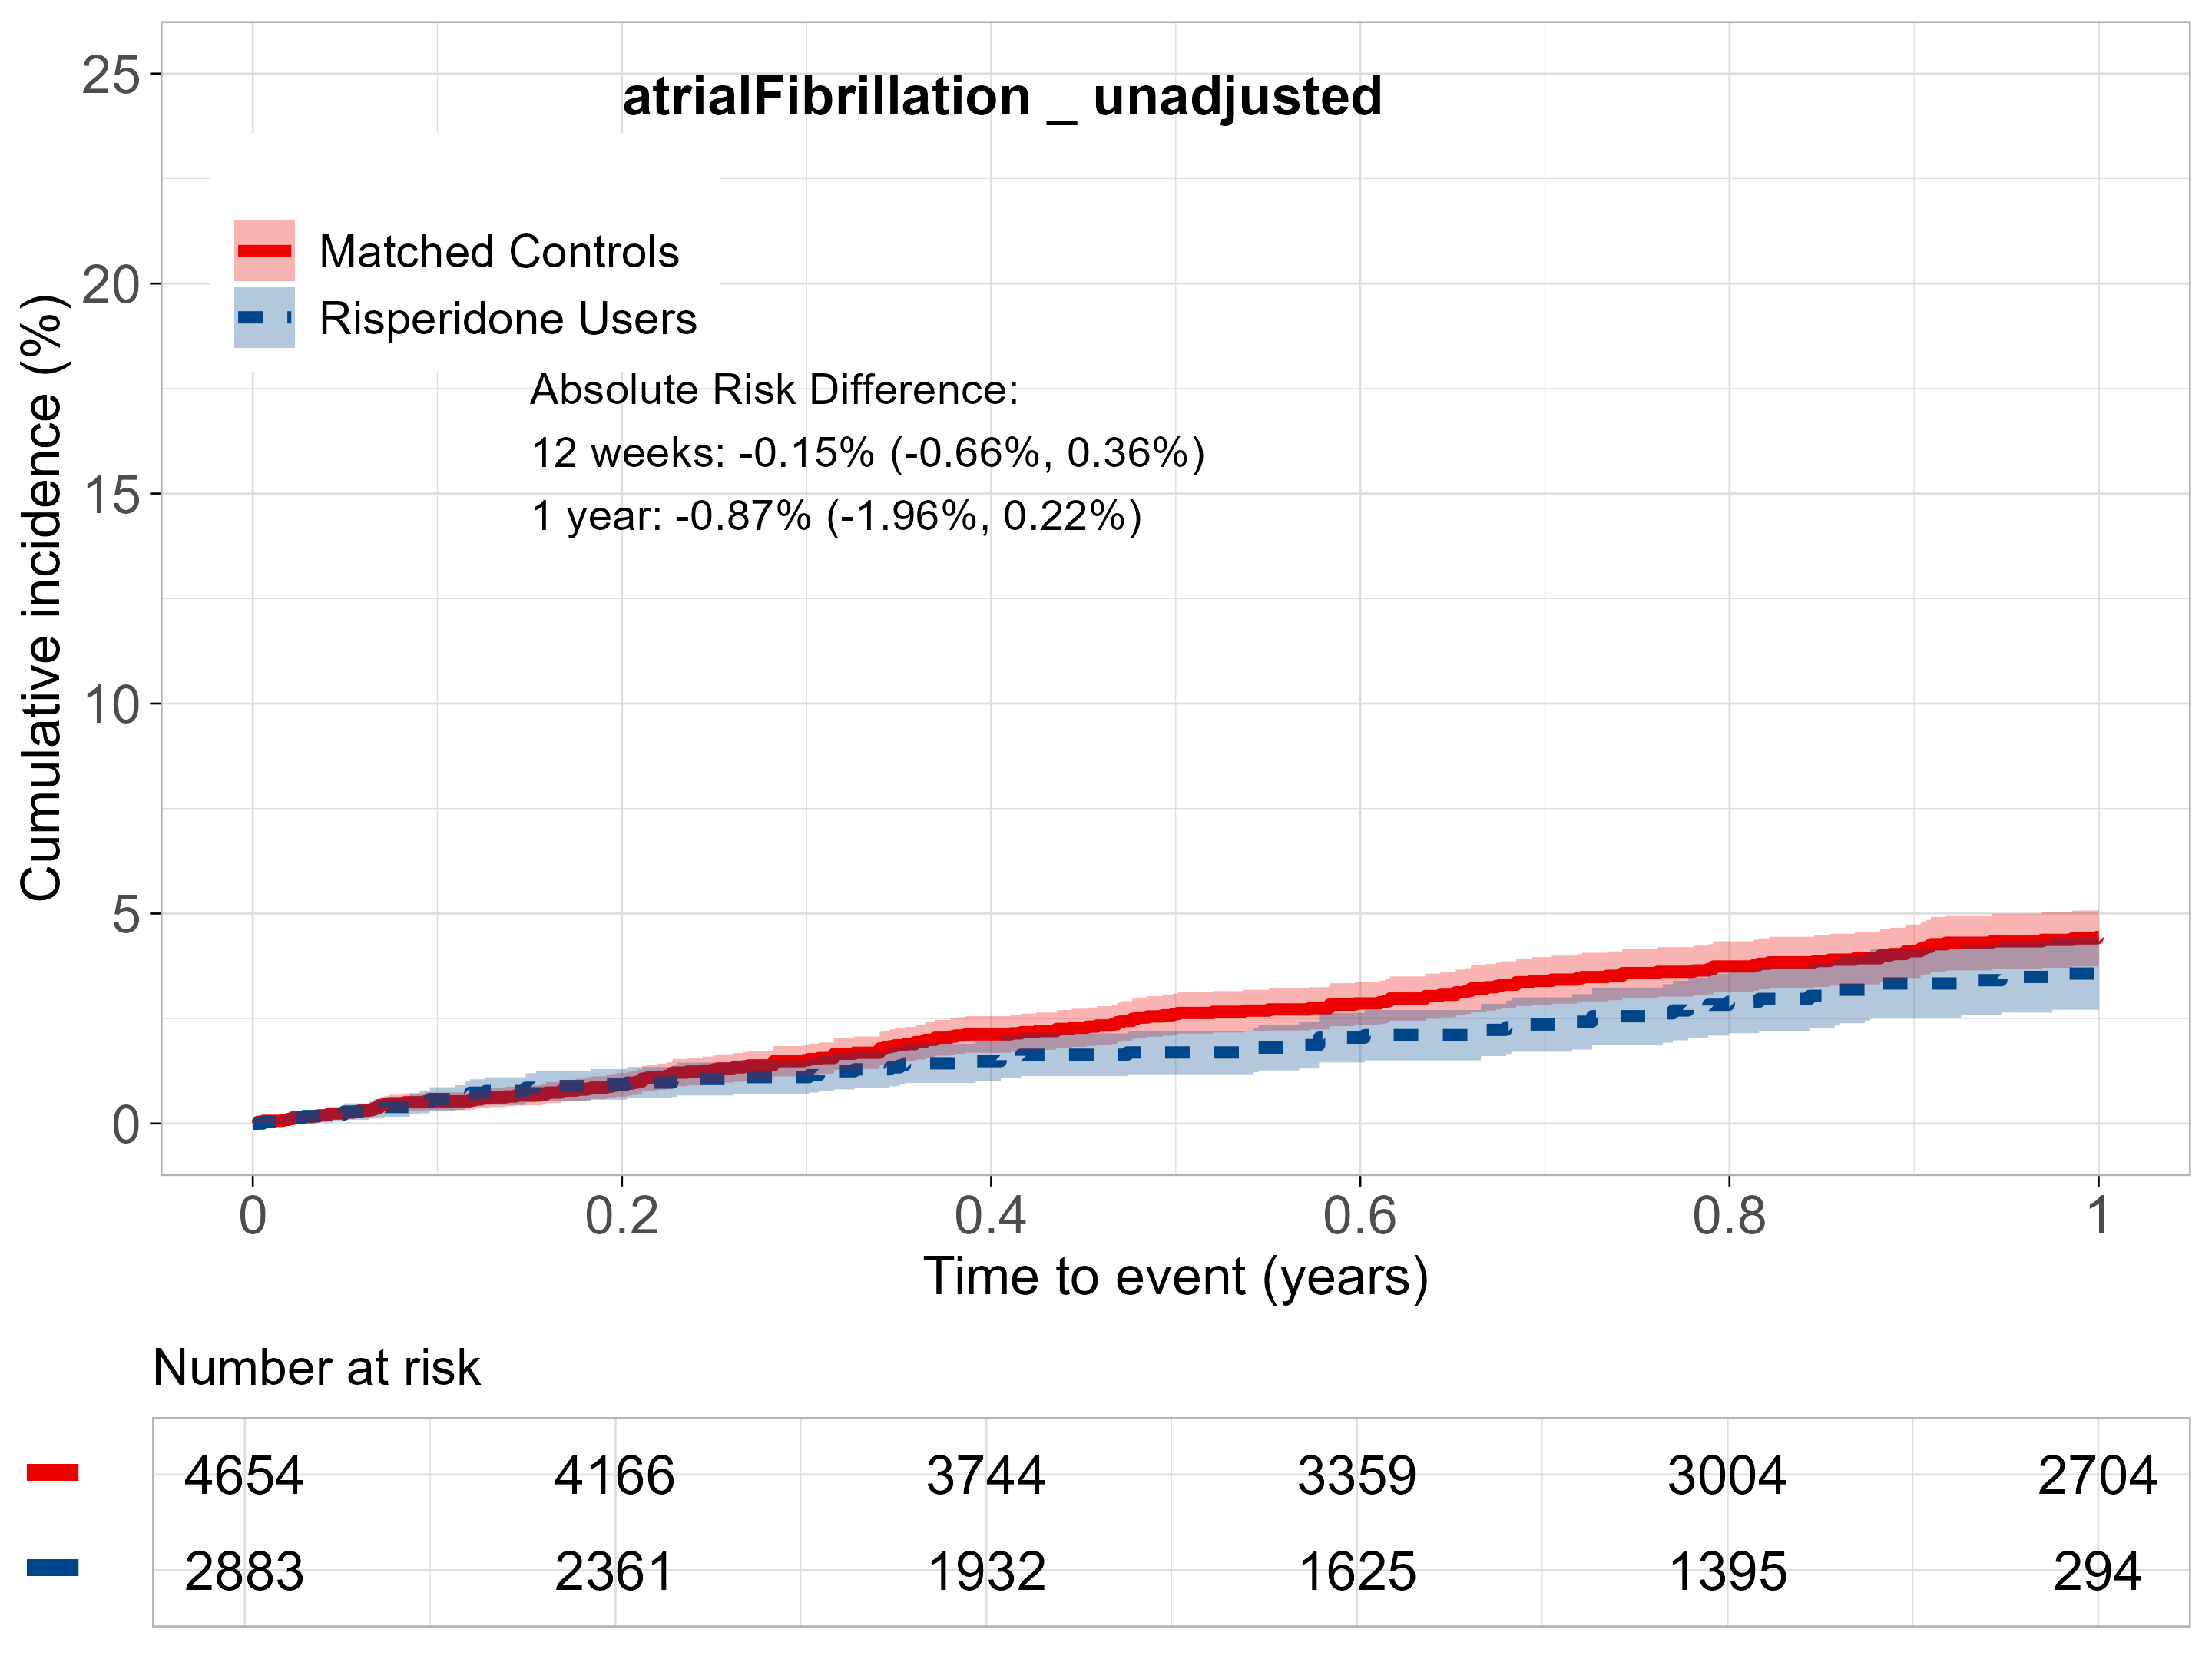 atrialFibrillation _ unadjusted
Matched Controls
Risperidone Users
Absolute Risk Difference:
12 weeks: -0.15% (-0.66%, 0.36%)
1 year: -0.87% (-1.96%, 0.22%)
Cumulative incidence (%)
25
20
15
10
5
0
0 0.2 0.4 0.6 0.8 1
Time to event (years)
Number at risk
4654 4166 3744 3359 3004 2704
2883 2361 1932 1625 1395 294